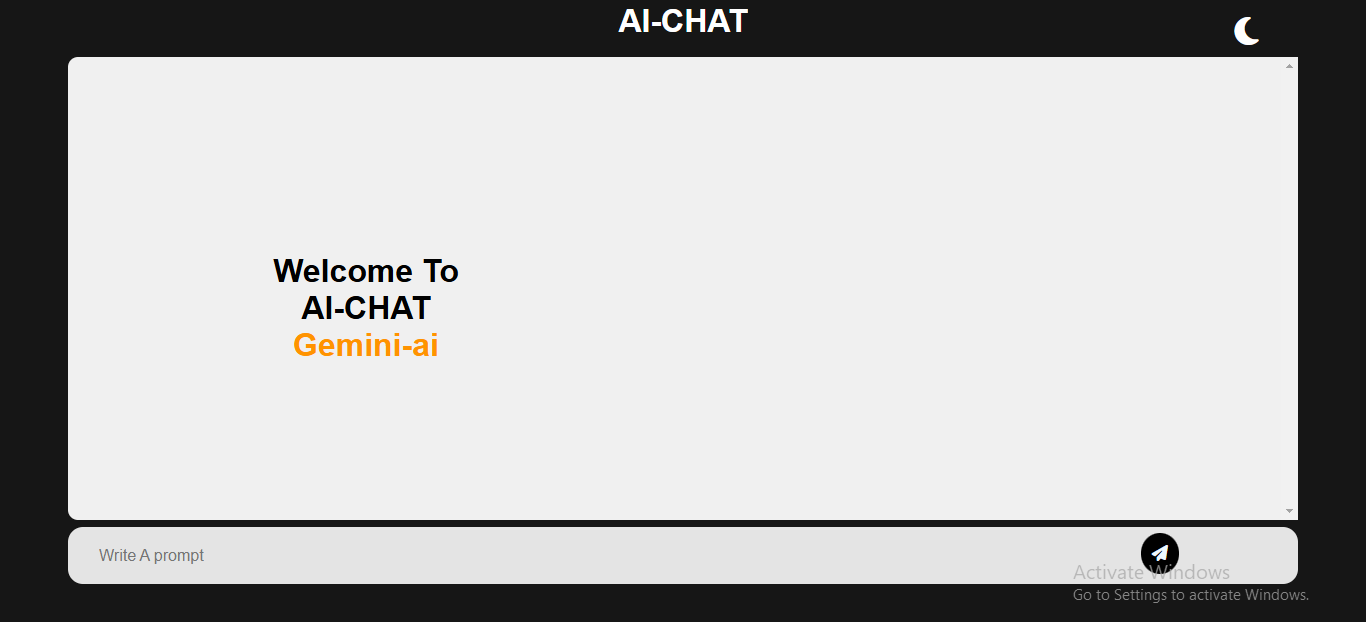 AI-CHAT
Welcome To
AI-CHAT
Gemini-ai
Write A prompt
Activate Windows
Go to Settings to activate Windows.